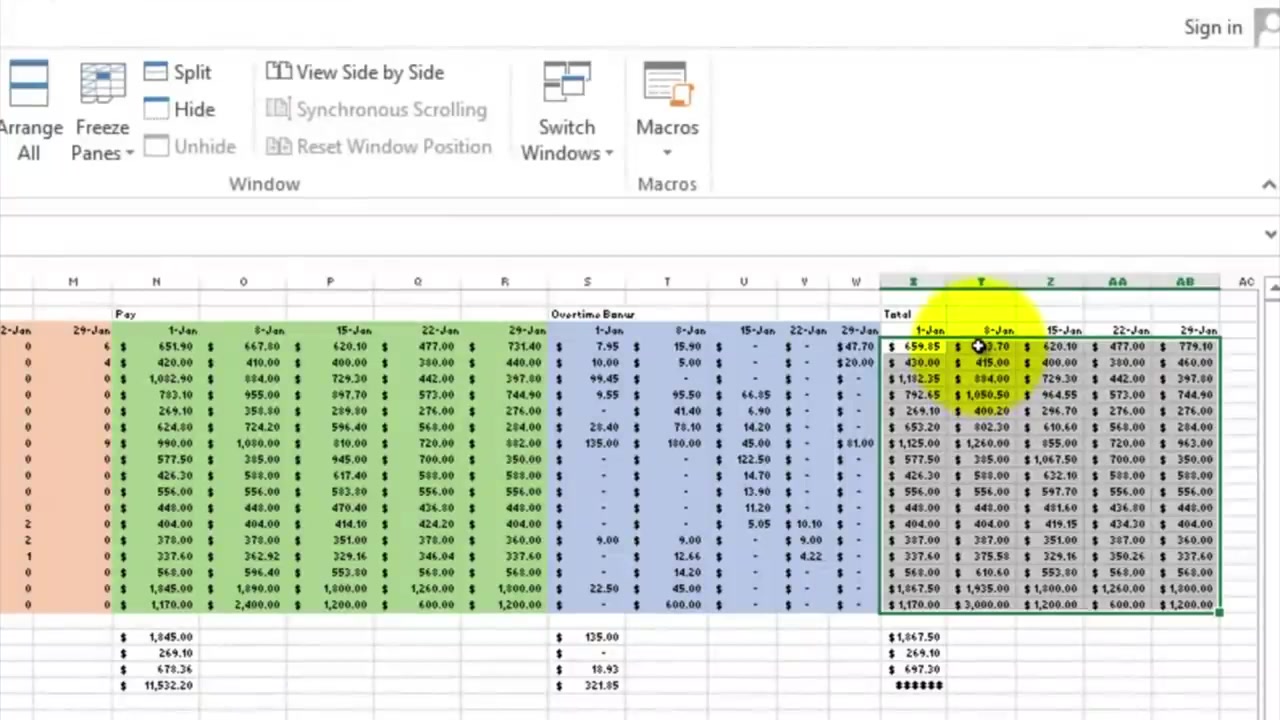 Sign in
Arrange All
Freeze Panes
Split
Hide
Unhide
View Side by Side
Synchronous Scrolling
Reset Window Position
Switch Windows
Macros
Window
Macros
M N O P Q R S T U V W X Y Z AA AB AC
Pay Overtime Bonus Total
2-Jan 29-Jan 1-Jan 8-Jan 15-Jan 22-Jan 29-Jan 1-Jan 8-Jan 15-Jan 22-Jan 29-Jan 1-Jan 8-Jan 15-Jan 22-Jan 29-Jan
0 6 $ 651.90 $ 667.80 $ 620.10 $ 477.00 $ 731.40 $ 7.95 $ 15.90 $ - $ - $47.70 $ 659.85 $ 3.70 $ 620.10 $ 477.00 $ 779.10
0 4 $ 420.00 $ 410.00 $ 400.00 $ 380.00 $ 440.00 $ 10.00 $ 5.00 $ - $ - $20.00 $ 430.00 $ 415.00 $ 400.00 $ 380.00 $ 460.00
0 0 $ 1,082.90 $ 884.00 $ 729.30 $ 442.00 $ 397.80 $ 99.45 $ - $ - $ - $ - $ 1,182.35 $ 884.00 $ 729.30 $ 442.00 $ 397.80
0 0 $ 783.10 $ 955.00 $ 897.70 $ 573.00 $ 744.90 $ 9.55 $ 95.50 $ 66.85 $ - $ - $ 792.65 $ 1,050.50 $ 964.55 $ 573.00 $ 744.90
0 0 $ 269.10 $ 358.80 $ 289.80 $ 276.00 $ 276.00 $ - $ 41.40 $ 6.90 $ - $ - $ 269.10 $ 400.20 $ 296.70 $ 276.00 $ 276.00
0 0 $ 624.80 $ 724.20 $ 596.40 $ 568.00 $ 284.00 $ 28.40 $ 78.10 $ 14.20 $ - $ - $ 653.20 $ 802.30 $ 610.60 $ 568.00 $ 284.00
0 9 $ 990.00 $ 1,080.00 $ 810.00 $ 720.00 $ 882.00 $ 135.00 $ 180.00 $ 45.00 $ - $ 81.00 $ 1,125.00 $ 1,260.00 $ 855.00 $ 720.00 $ 963.00
0 0 $ 577.50 $ 385.00 $ 945.00 $ 700.00 $ 350.00 $ - $ - $ 122.50 $ - $ - $ 577.50 $ 385.00 $ 1,067.50 $ 700.00 $ 350.00
0 0 $ 426.30 $ 588.00 $ 617.40 $ 588.00 $ 588.00 $ - $ - $ 14.70 $ - $ - $ 426.30 $ 588.00 $ 632.10 $ 588.00 $ 588.00
0 0 $ 556.00 $ 556.00 $ 583.80 $ 556.00 $ 556.00 $ - $ - $ 13.90 $ - $ - $ 556.00 $ 556.00 $ 597.70 $ 556.00 $ 556.00
0 0 $ 448.00 $ 448.00 $ 470.40 $ 436.80 $ 448.00 $ - $ - $ 11.20 $ - $ - $ 448.00 $ 448.00 $ 481.60 $ 436.80 $ 448.00
2 0 $ 404.00 $ 404.00 $ 414.10 $ 424.20 $ 404.00 $ - $ - $ 5.05 $ 10.10 $ - $ 404.00 $ 404.00 $ 419.15 $ 434.30 $ 404.00
2 0 $ 378.00 $ 378.00 $ 351.00 $ 378.00 $ 360.00 $ 9.00 $ 9.00 $ - $ 9.00 $ - $ 387.00 $ 387.00 $ 351.00 $ 387.00 $ 360.00
1 0 $ 337.60 $ 362.92 $ 329.16 $ 346.04 $ 337.60 $ - $ 12.66 $ - $ 4.22 $ - $ 337.60 $ 375.58 $ 329.16 $ 350.26 $ 337.60
0 0 $ 568.00 $ 596.40 $ 553.80 $ 568.00 $ 568.00 $ - $ 14.20 $ - $ - $ - $ 568.00 $ 610.60 $ 553.80 $ 568.00 $ 568.00
0 0 $ 1,845.00 $ 1,890.00 $ 1,800.00 $ 1,260.00 $ 1,800.00 $ 22.50 $ 45.00 $ - $ - $ - $ 1,867.50 $ 1,935.00 $ 1,800.00 $ 1,260.00 $ 1,800.00
0 0 $ 1,170.00 $ 2,400.00 $ 1,200.00 $ 600.00 $ 1,200.00 $ - $ 600.00 $ - $ - $ - $ 1,170.00 $ 3,000.00 $ 1,200.00 $ 600.00 $ 1,200.00
$ 1,845.00 $ 135.00 $1,867.50
$ 269.10 $ - $ 269.10
$ 678.36 $ 18.93 $ 697.30
$ 11,532.20 $ 321.85 ######